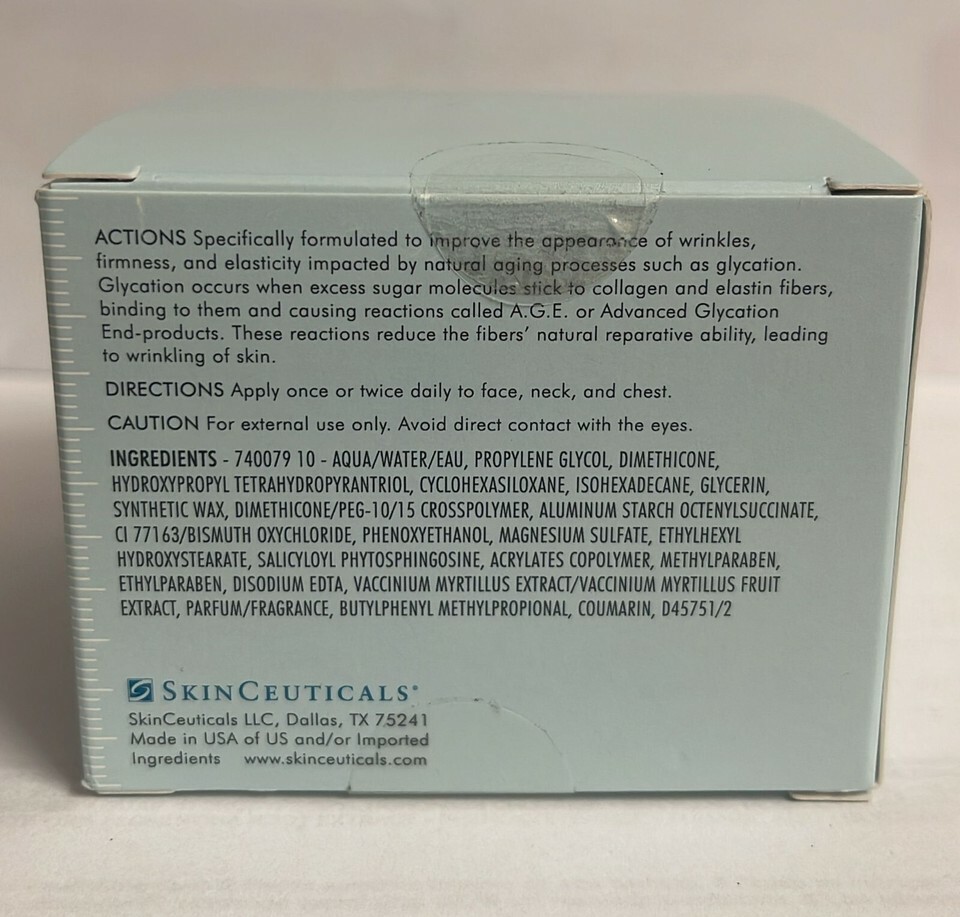 ACTIONS Specifically formulated to improve the appearance of wrinkles,
firmness, and elasticity impacted by natural aging processes such as glycation.
Glycation occurs when excess sugar molecules stick to collagen and elastin fibers,
binding to them and causing reactions called A.G.E. or Advanced Glycation
End-products. These reactions reduce the fibers' natural reparative ability, leading
to wrinkling of skin.
DIRECTIONS Apply once or twice daily to face, neck, and chest.
CAUTION For external use only. Avoid direct contact with the eyes.
INGREDIENTS - 740079 10 - AQUA/WATER/EAU, PROPYLENE GLYCOL, DIMETHICONE,
HYDROXYPROPYL TETRAHYDROPYRANTRIOL, CYCLOHEXASILOXANE, ISOHEXADECANE, GLYCERIN,
SYNTHETIC WAX, DIMETHICONE/PEG-10/15 CROSSPOLYMER, ALUMINUM STARCH OCTENYLSUCCINATE,
CI 77163/BISMUTH OXYCHLORIDE, PHENOXYETHANOL, MAGNESIUM SULFATE, ETHYLHEXYL
HYDROXYSTEARATE, SALICYLOYL PHYTOSPHINGOSINE, ACRYLATES COPOLYMER, METHYLPARABEN,
ETHYLPARABEN, DISODIUM EDTA, VACCINIUM MYRTILLUS EXTRACT/VACCINIUM MYRTILLUS FRUIT
EXTRACT, PARFUM/FRAGRANCE, BUTYLPHENYL METHYLPROPIONAL, COUMARIN, D45751/2
SKINCEUTICALS®
SkinCeuticals LLC, Dallas, TX 75241
Made in USA of US and/or Imported
Ingredients www.skinceuticals.com